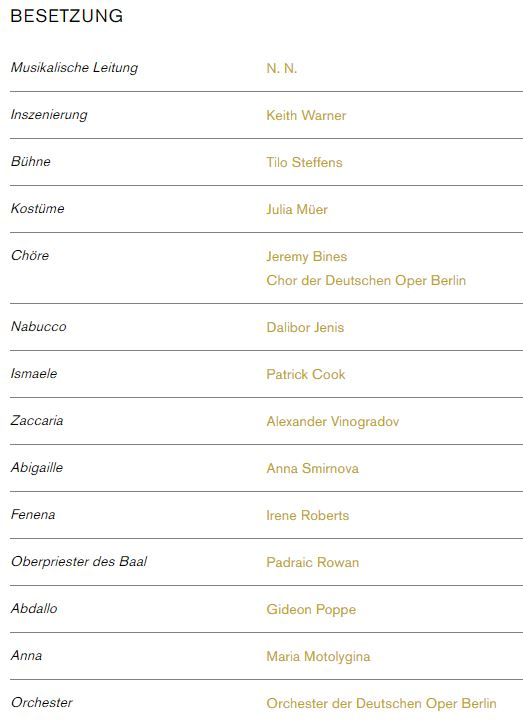 BESETZUNG
Musikalische Leitung N. N.
Inszenierung Keith Warner
Bühne Tilo Steffens
Kostüme Julia Müer
Chöre Jeremy Bines
Chor der Deutschen Oper Berlin
Nabucco Dalibor Jenis
Ismaele Patrick Cook
Zaccaria Alexander Vinogradov
Abigaille Anna Smirnova
Fenena Irene Roberts
Oberpriester des Baal Padraic Rowan
Abdallo Gideon Poppe
Anna Maria Motolygina
Orchester Orchester der Deutschen Oper Berlin